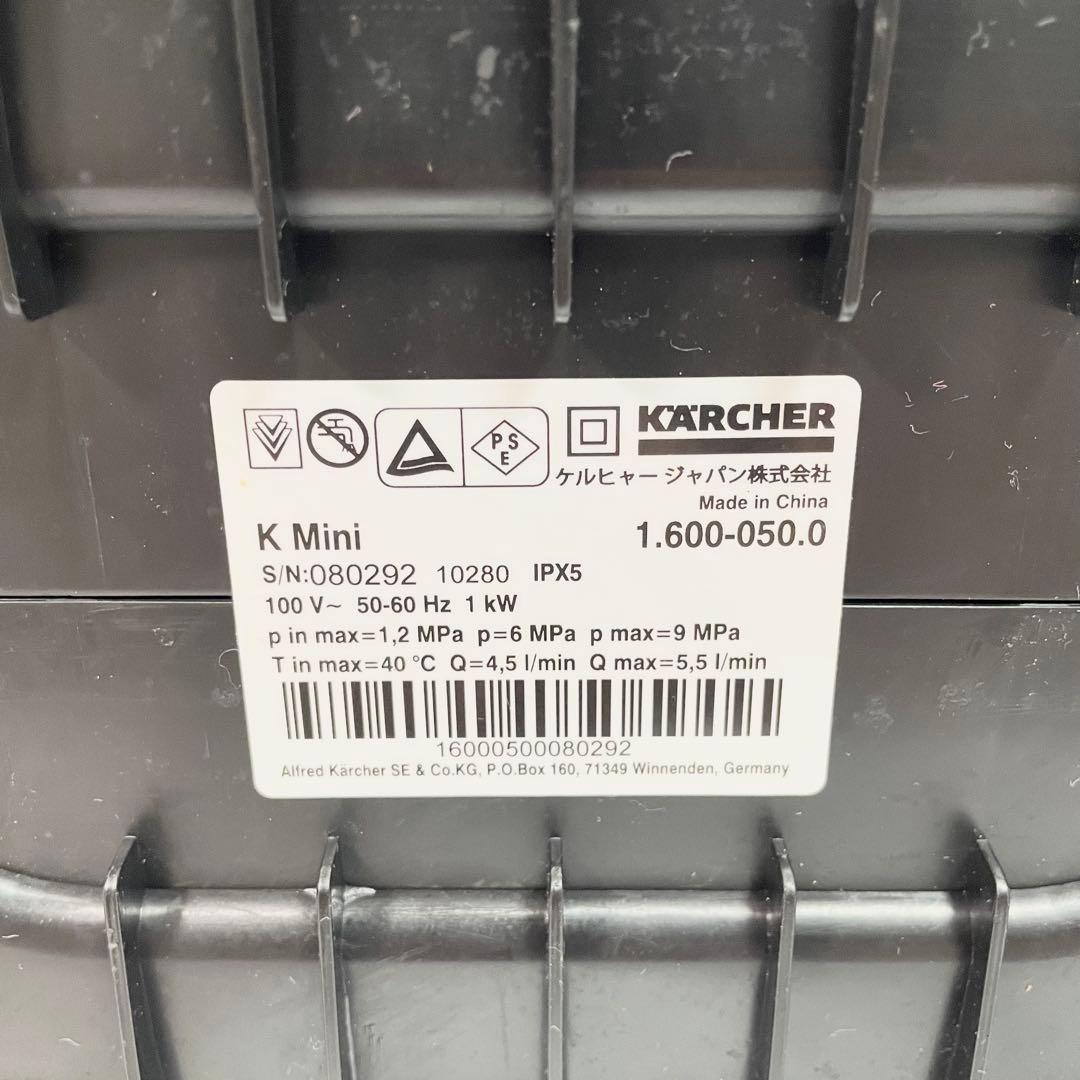 PSE
KÄRCHER
ケルヒャー ジャパン株式会社
Made in China
K Mini 1.600-050.0
S/N:080292 10280 IPX5
100 V~ 50-60 Hz 1 kW
p in max=1,2 MPa p=6 MPa p max=9 MPa
T in max=40 °C Q=4,5 l/min Q max=5,5 l/min
16000500080292
Alfred Kärcher SE & Co.KG, P.O.Box 160, 71349 Winnenden, Germany